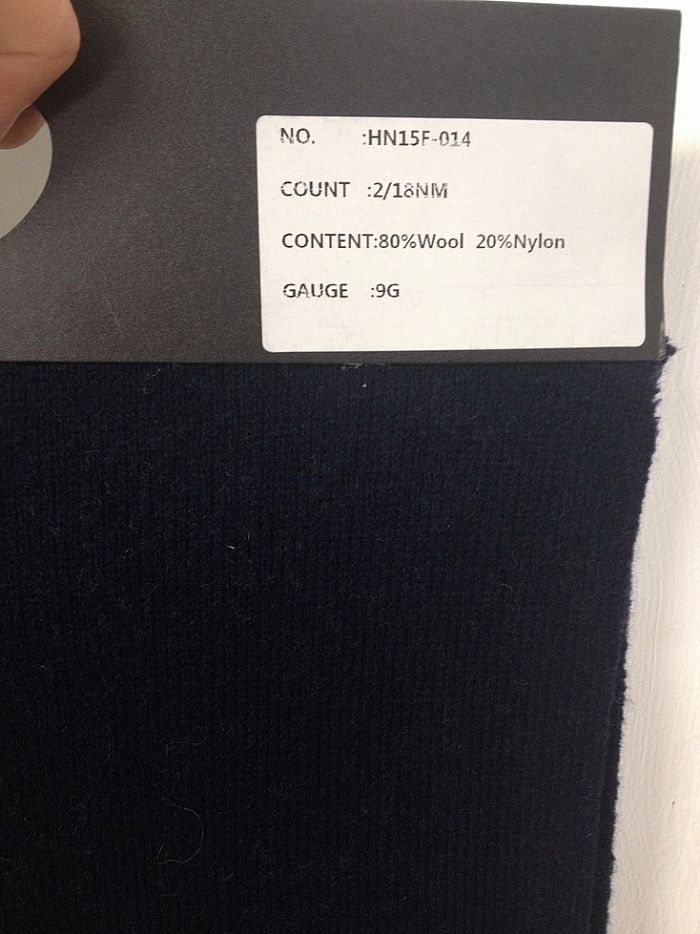 NO. :HN15F-014
COUNT :2/18NM
CONTENT:80%Wool 20%Nylon
GAUGE :9G